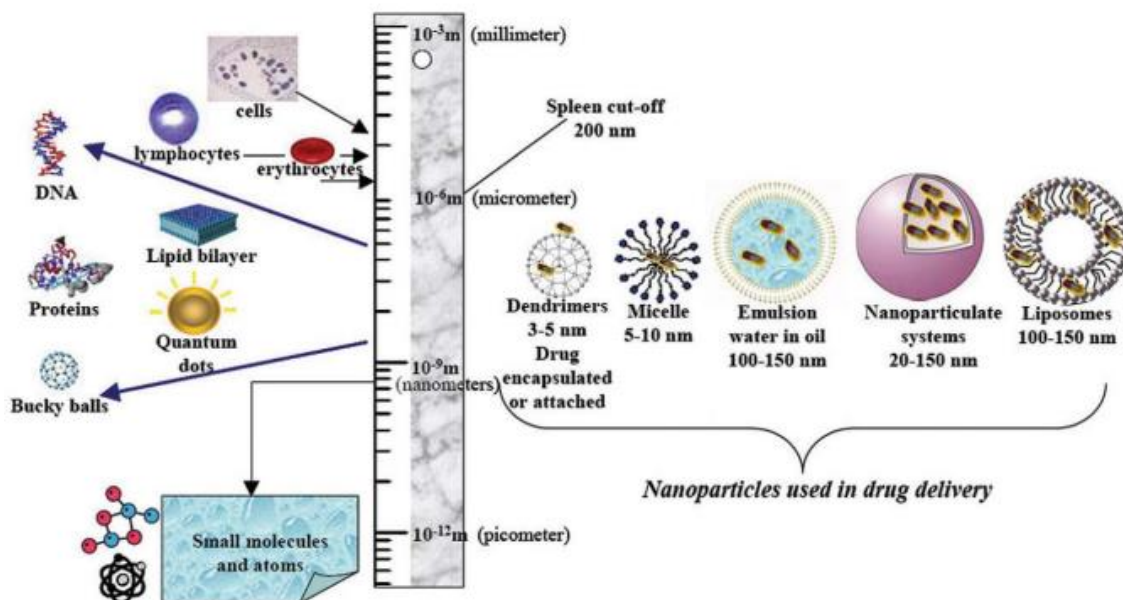 10⁻³m (millimeter)
cells
lymphocytes
erythrocytes
DNA
Spleen cut-off
200 nm
10⁻⁶m (micrometer)
Lipid bilayer
Proteins
Quantum
dots
Bucky balls
Dendrimers
3-5 nm
Drug
encapsulated
or attached
Micelle
5-10 nm
Emulsion
water in oil
100-150 nm
Nanoparticulate
systems
20-150 nm
Liposomes
100-150 nm
10⁻⁹m
(nanometers)
Nanoparticles used in drug delivery
10⁻¹²m (picometer)
Small molecules
and atoms